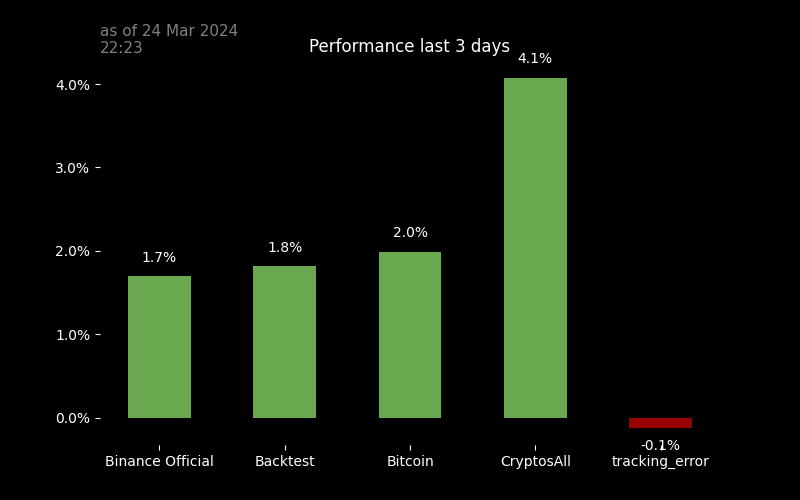 as of 24 Mar 2024
22:23
Performance last 3 days
4.1%
4.0%
3.0%
2.0%
1.0%
0.0%
1.7%
1.8%
2.0%
-0.1%
Binance Official
Backtest
Bitcoin
CryptosAll
tracking_error